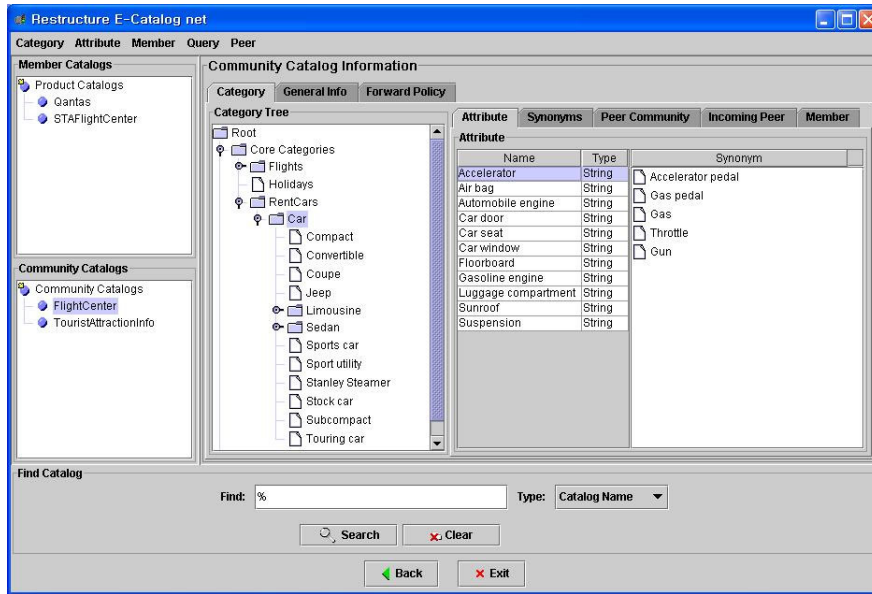 Restructure E-Catalog net
Category Attribute Member Query Peer
Member Catalogs
Product Catalogs
Qantas
STAFlightCenter
Community Catalogs
Community Catalogs
FlightCenter
TouristAttractionInfo
Community Catalog Information
Category General Info Forward Policy
Category Tree
Root
Core Categories
Flights
Holidays
RentCars
Car
Compact
Convertible
Coupe
Jeep
Limousine
Sedan
Sports car
Sport utility
Stanley Steamer
Stock car
Subcompact
Touring car
Attribute Synonyms Peer Community Incoming Peer Member
Attribute
Name Type
Accelerator String
Air bag String
Automobile engine String
Car door String
Car seat String
Car window String
Floorboard String
Gasoline engine String
Luggage compartment String
Sunroof String
Suspension String
Synonym
Accelerator pedal
Gas pedal
Gas
Throttle
Gun
Find Catalog
Find: % Type: Catalog Name
Search Clear
Back Exit